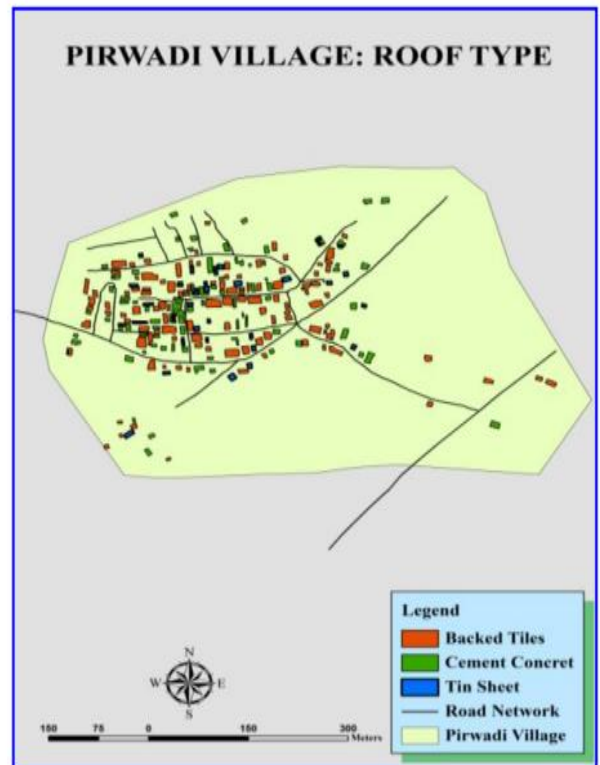 PIRWADI VILLAGE: ROOF TYPE
Legend
Backed Tiles
Cement Concret
Tin Sheet
Road Network
Pirwadi Village
N
W E
S
150 75 0 150 300
Meters